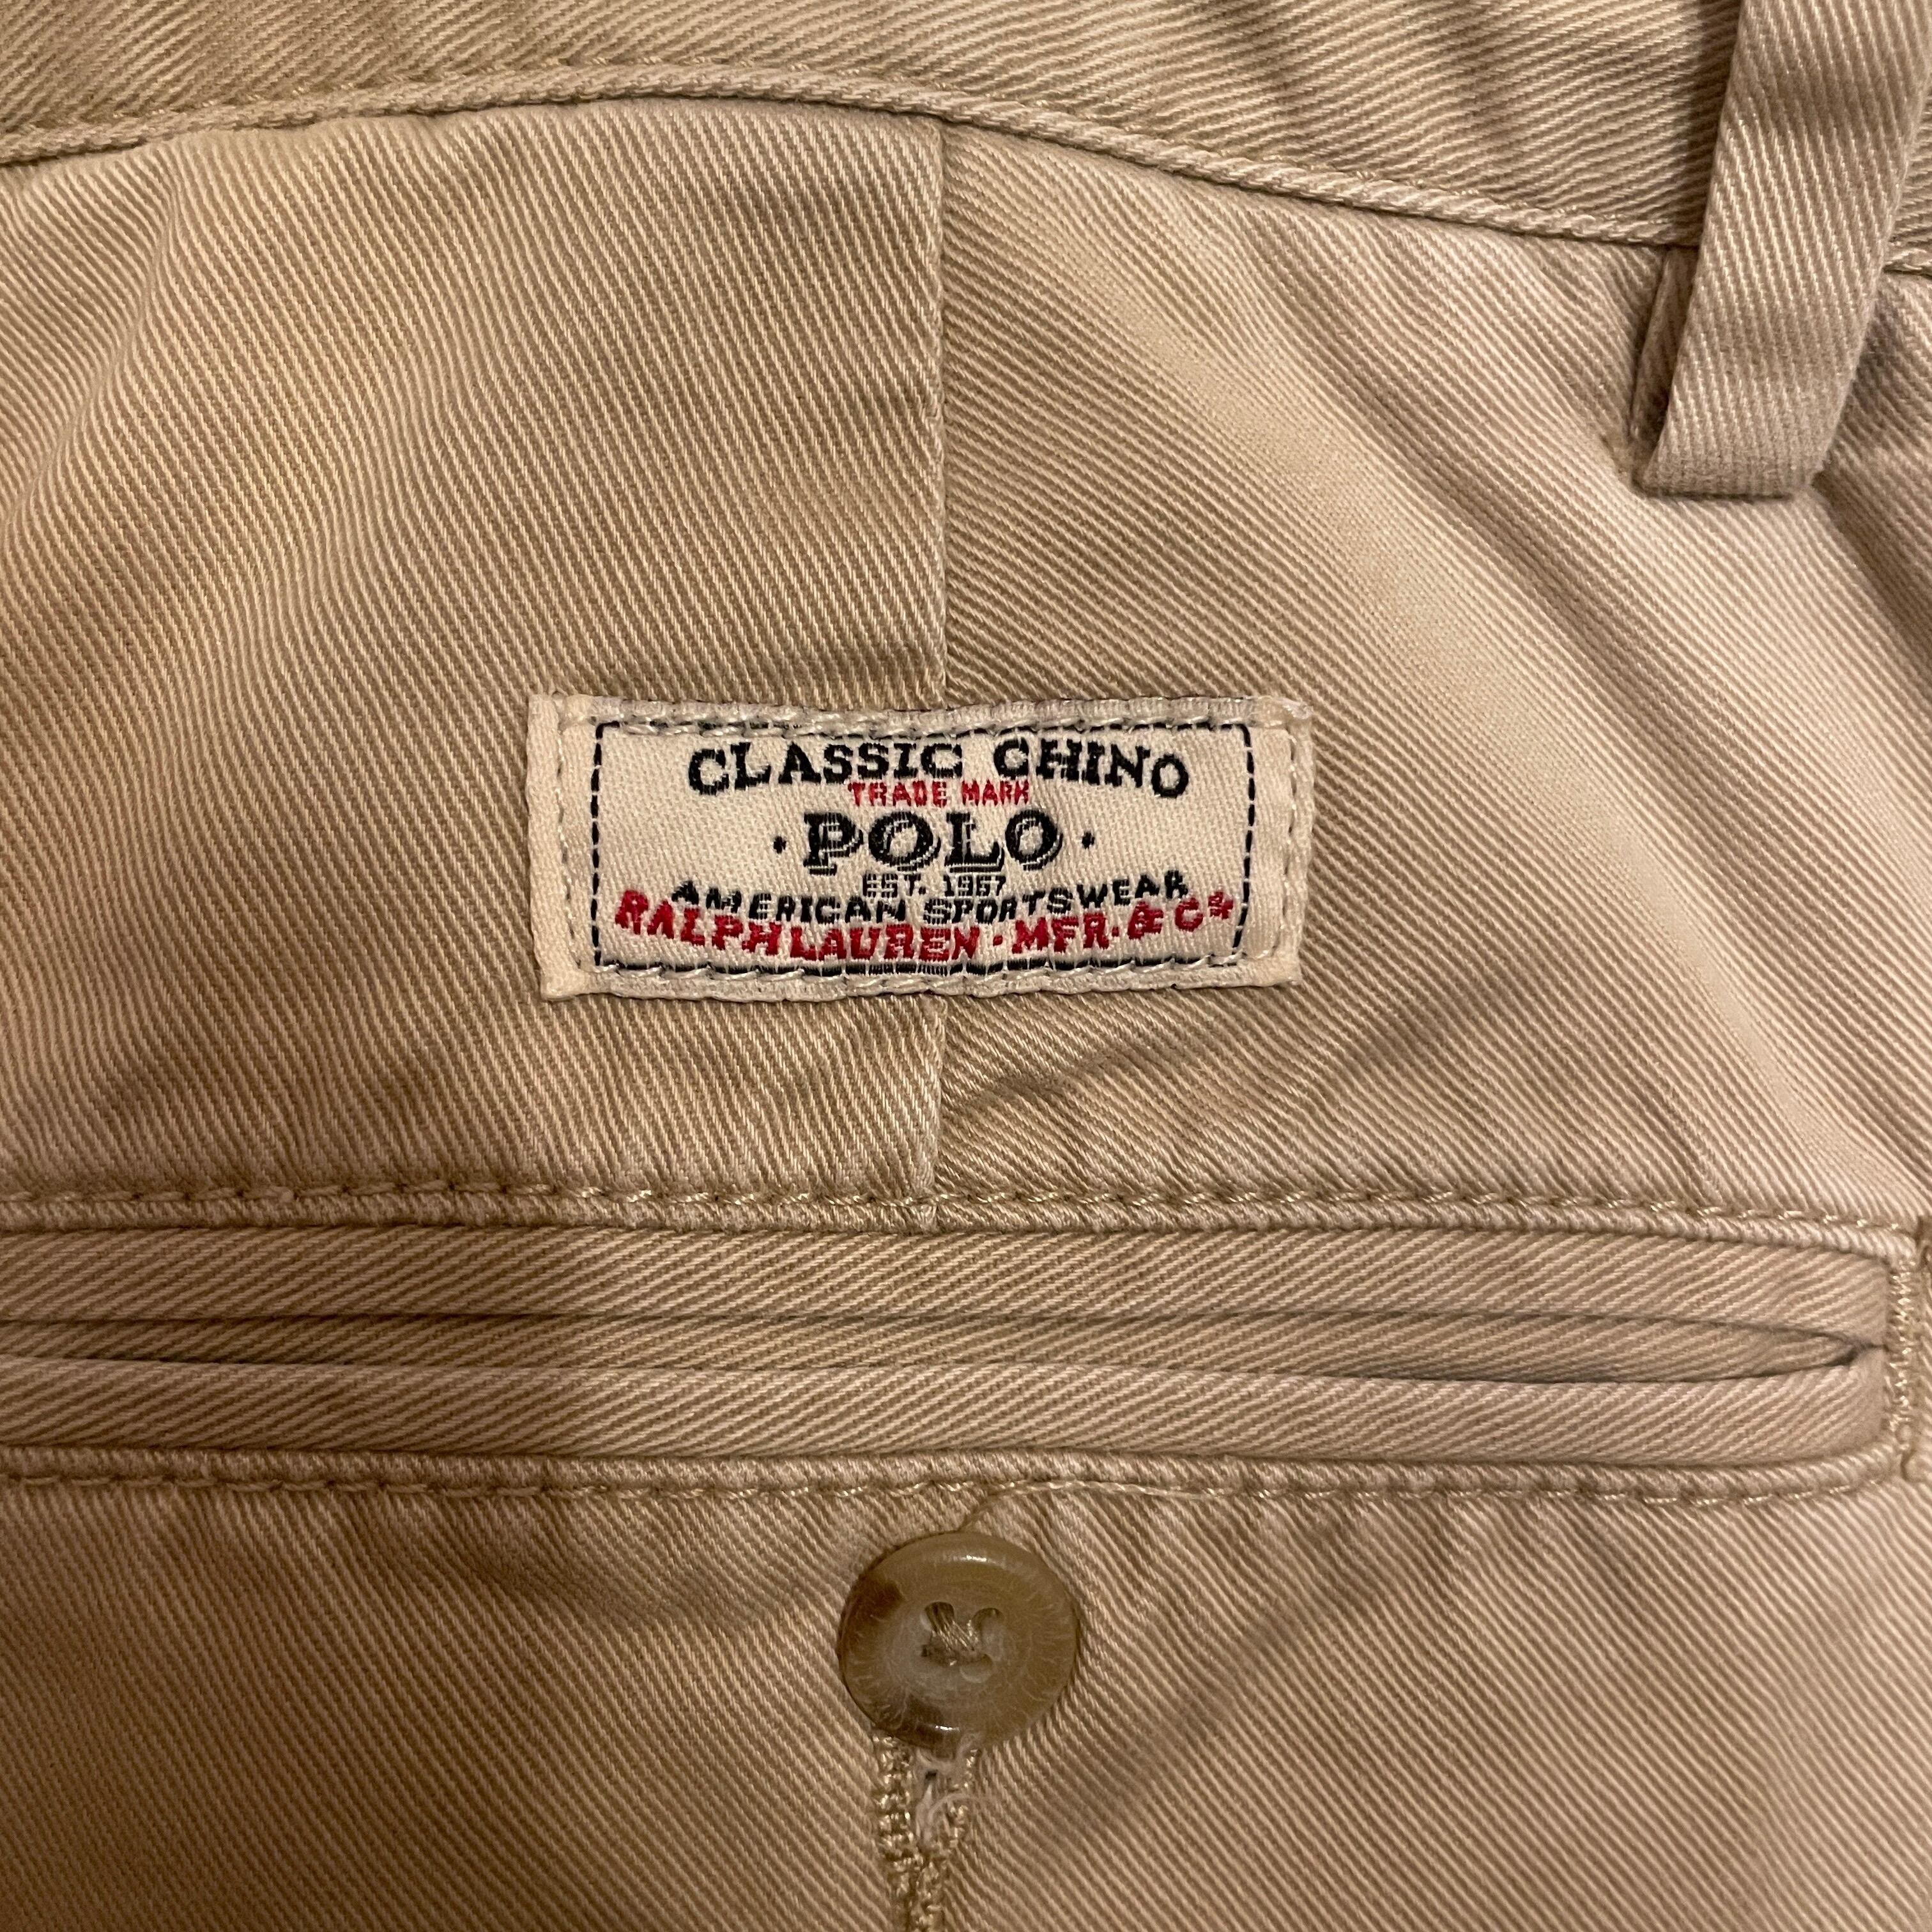 CLASSIC CHINO
TRADE MARK
· POLO ·
EST. 1967
AMERICAN SPORTSWEAR
RALPH LAUREN · MFR. & Cº